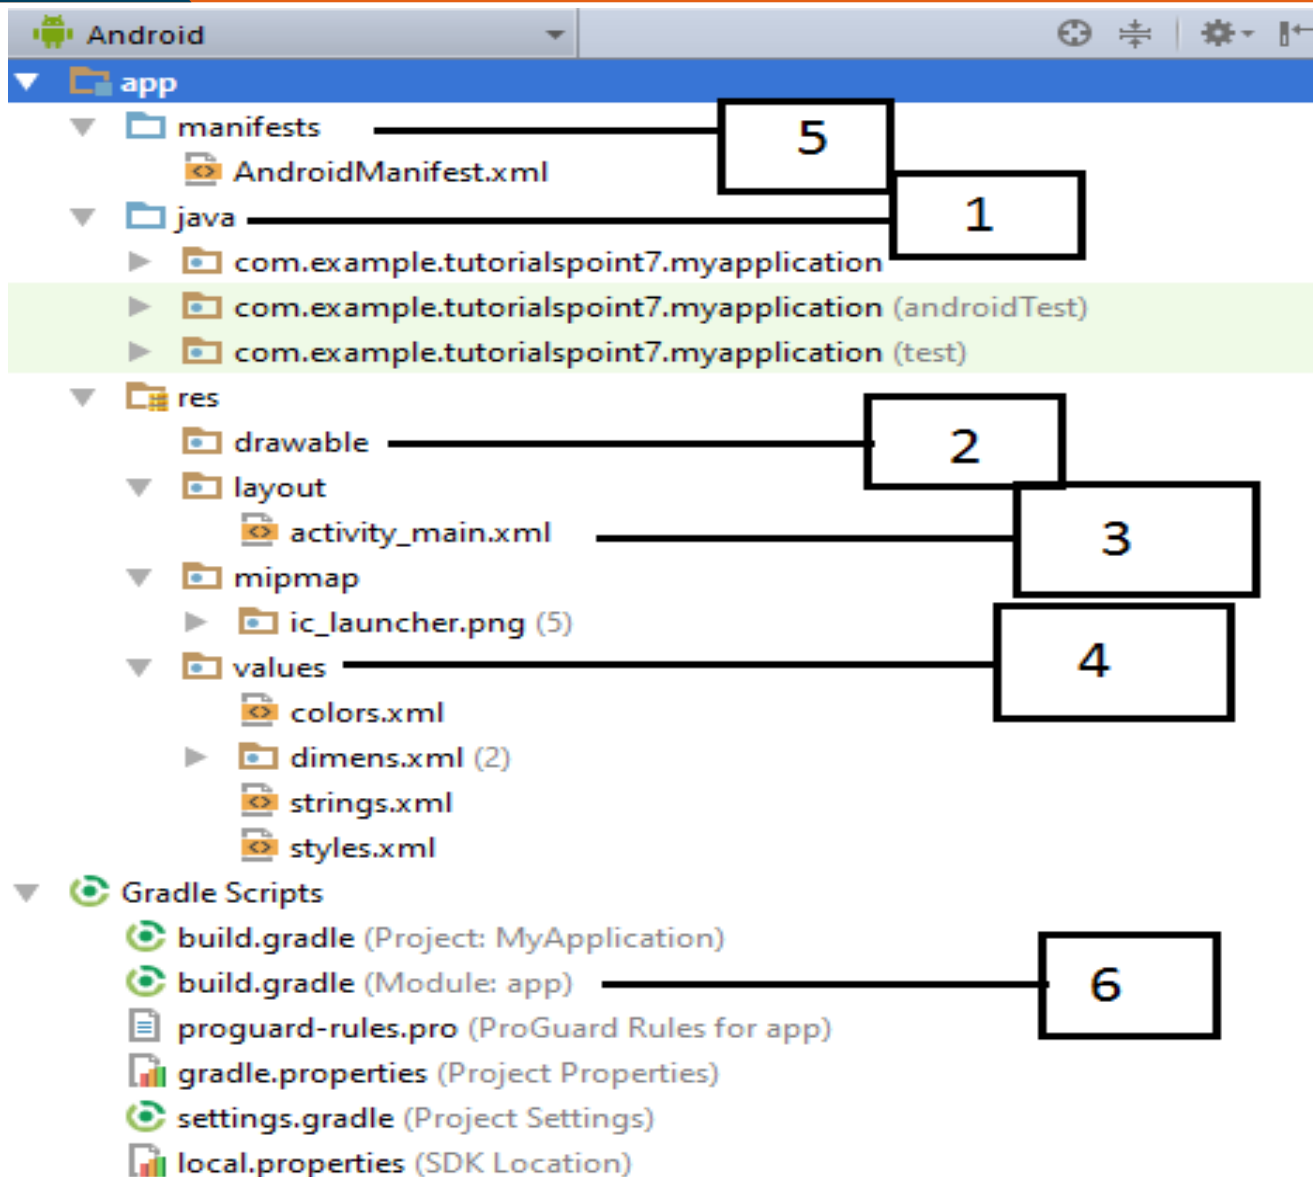 Android
app
manifests
5
AndroidManifest.xml
java
1
com.example.tutorialspoint7.myapplication
com.example.tutorialspoint7.myapplication (androidTest)
com.example.tutorialspoint7.myapplication (test)
res
drawable
2
layout
activity_main.xml
3
mipmap
ic_launcher.png (5)
values
4
colors.xml
dimens.xml (2)
strings.xml
styles.xml
Gradle Scripts
build.gradle (Project: MyApplication)
build.gradle (Module: app)
6
proguard-rules.pro (ProGuard Rules for app)
gradle.properties (Project Properties)
settings.gradle (Project Settings)
local.properties (SDK Location)